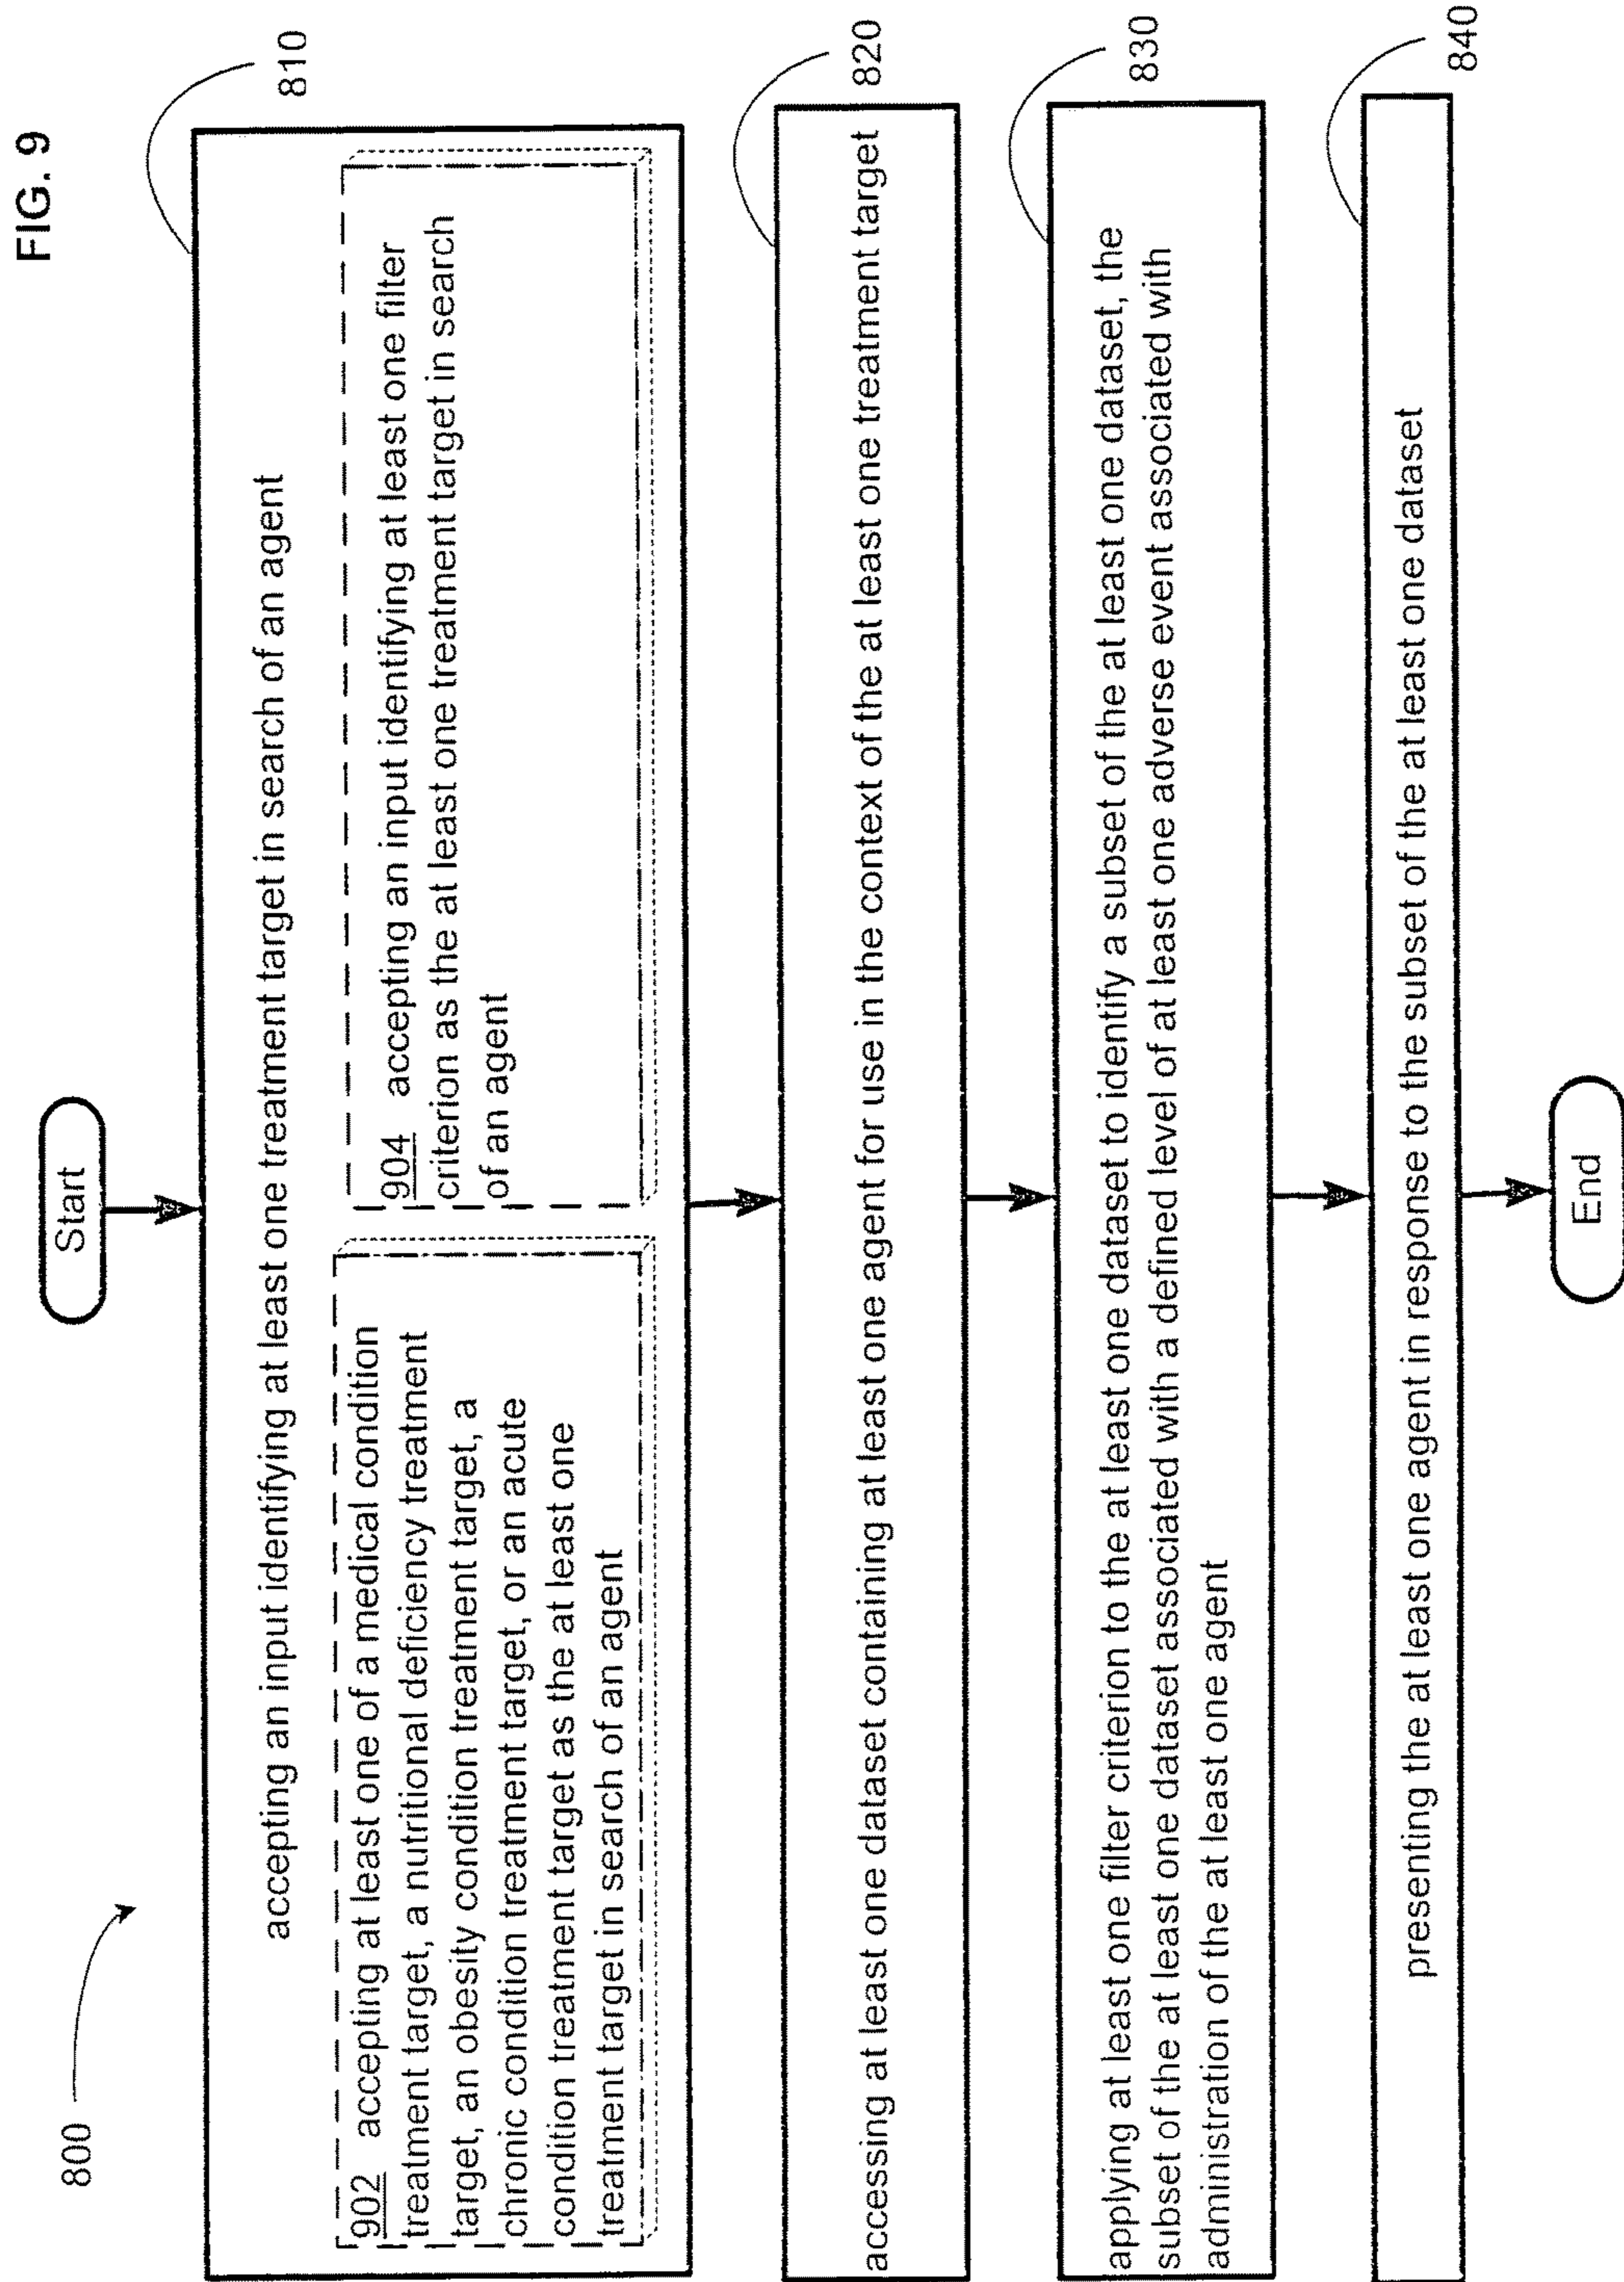 FIG. 9
800
Start
810
accepting an input identifying at least one treatment target in search of an agent
902 accepting at least one of a medical condition
treatment target, a nutritional deficiency treatment
target, an obesity condition treatment target, a
chronic condition treatment target, or an acute
condition treatment target as the at least one
treatment target in search of an agent
904 accepting an input identifying at least one filter
criterion as the at least one treatment target in search
of an agent
820
accessing at least one dataset containing at least one agent for use in the context of the at least one treatment target
830
applying at least one filter criterion to the at least one dataset to identify a subset of the at least one dataset, the
subset of the at least one dataset associated with a defined level of at least one adverse event associated with
administration of the at least one agent
840
presenting the at least one agent in response to the subset of the at least one dataset
End